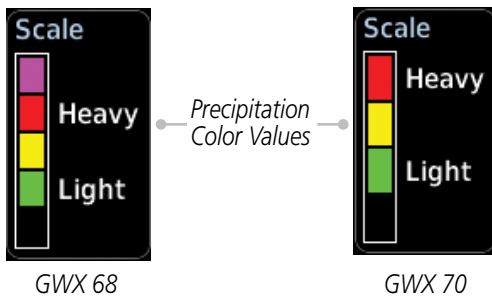 Scale
Heavy
Light
GWX 68
Precipitation
Color Values
Scale
Heavy
Light
GWX 70